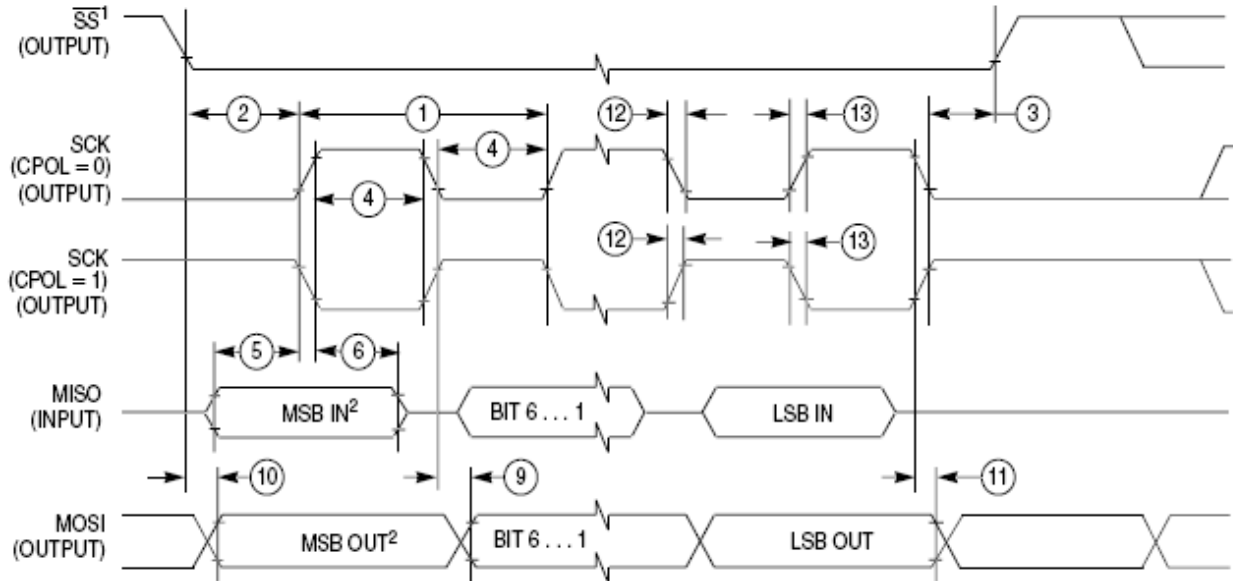 SS¹
(OUTPUT)
2
1
12
13
3
SCK
(CPOL = 0)
(OUTPUT)
4
4
SCK
(CPOL = 1)
(OUTPUT)
12
13
5
6
MISO
(INPUT)
MSB IN²
BIT 6 . . . 1
LSB IN
10
9
11
MOSI
(OUTPUT)
MSB OUT²
BIT 6 . . . 1
LSB OUT